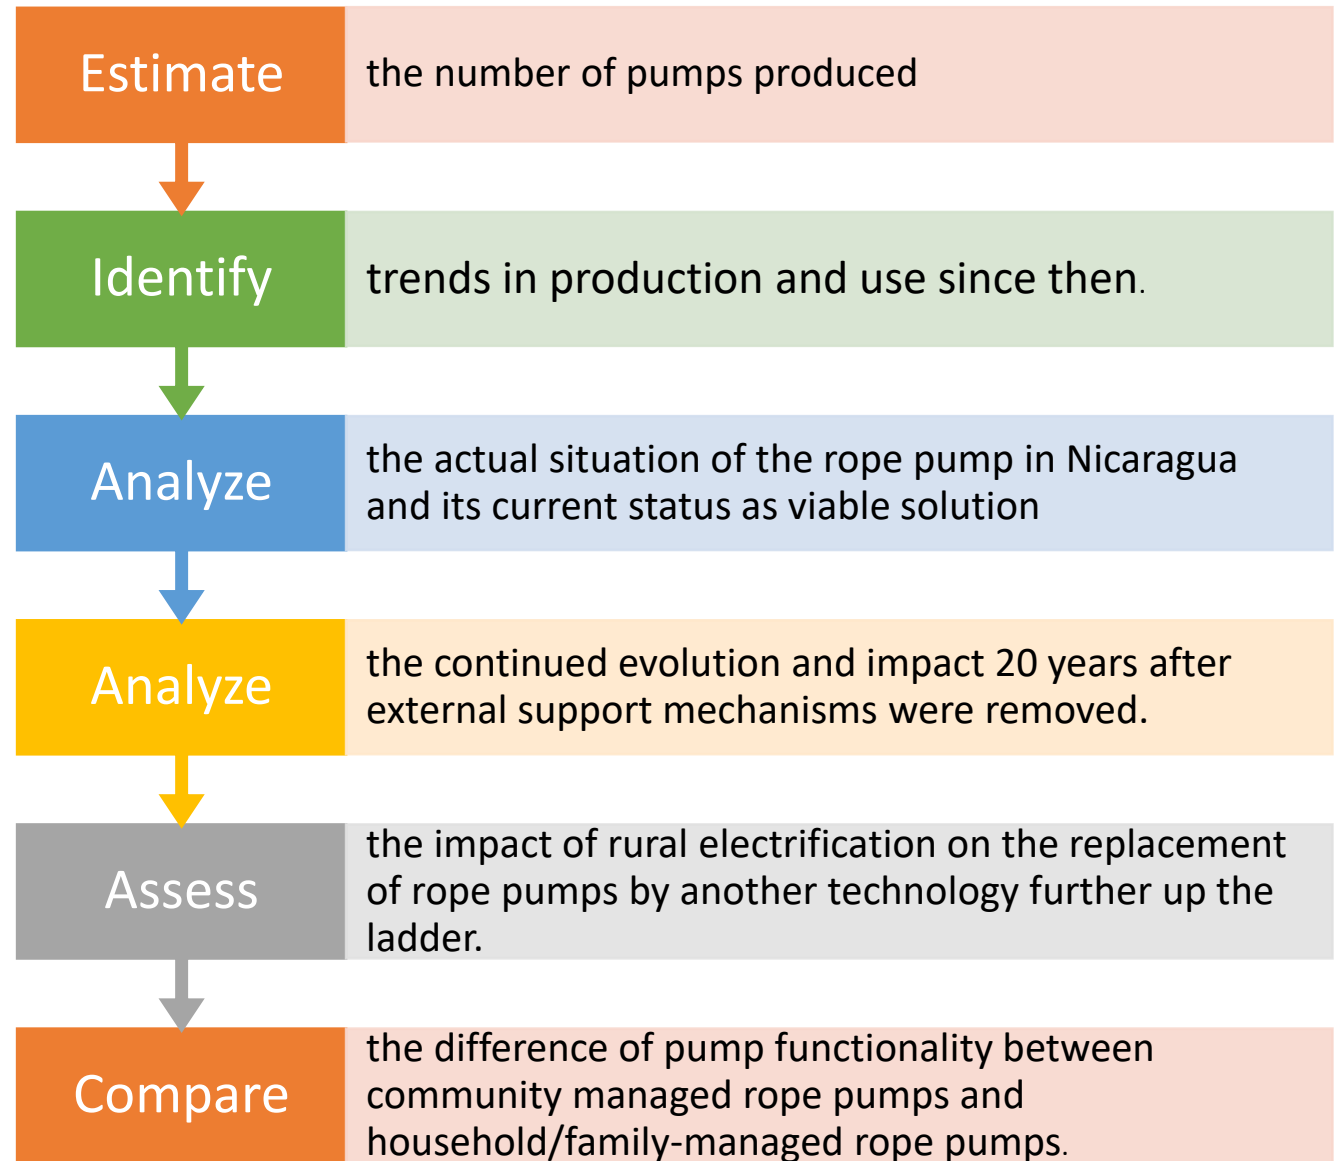 Estimate
the number of pumps produced
Identify
trends in production and use since then.
Analyze
the actual situation of the rope pump in Nicaragua
and its current status as viable solution
Analyze
the continued evolution and impact 20 years after
external support mechanisms were removed.
Assess
the impact of rural electrification on the replacement
of rope pumps by another technology further up the
ladder.
Compare
the difference of pump functionality between
community managed rope pumps and
household/family-managed rope pumps.